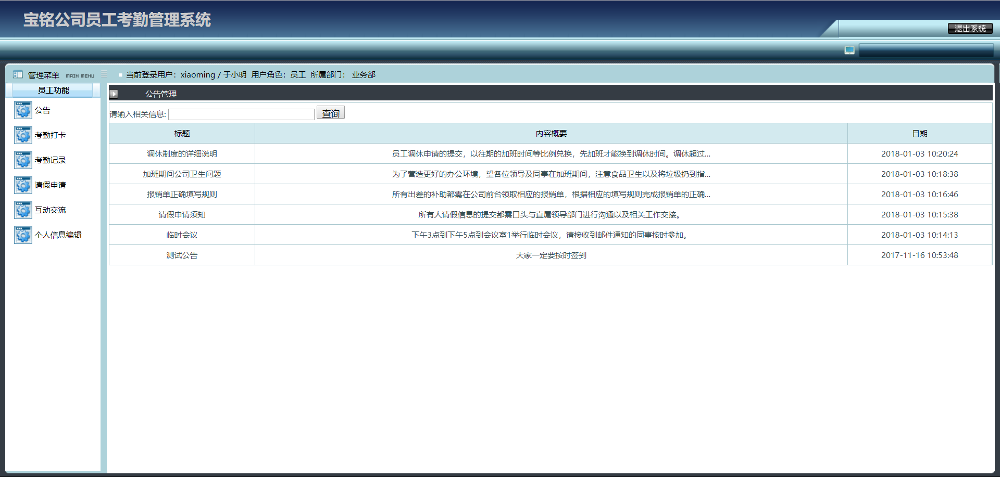 宝铭公司员工考勤管理系统
退出系统
管理菜单 MAIN MENU
当前登录用户：xiaoming / 于小明 用户角色：员工 所属部门： 业务部
员工功能
公告
考勤打卡
考勤记录
请假申请
互动交流
个人信息编辑
公告管理
请输入相关信息: 查询
标题 内容概要 日期
调休制度的详细说明 员工调休申请的提交，以往期的加班时间等比例兑换，先加班才能换到调休时间。调休超过... 2018-01-03 10:20:24
加班期间公司卫生问题 为了营造更好的办公环境，望各位领导及同事在加班期间，注意食品卫生以及将垃圾扔到指... 2018-01-03 10:18:38
报销单正确填写规则 所有出差的补助都需在公司前台领取相应的报销单，根据相应的填写规则完成报销单的正确... 2018-01-03 10:16:46
请假申请须知 所有人请假信息的提交都需口头与直属领导部门进行沟通以及相关工作交接。 2018-01-03 10:15:38
临时会议 下午3点到下午5点到会议室1举行临时会议，请接收到邮件通知的同事按时参加。 2018-01-03 10:14:13
测试公告 大家一定要按时签到 2017-11-16 10:53:48